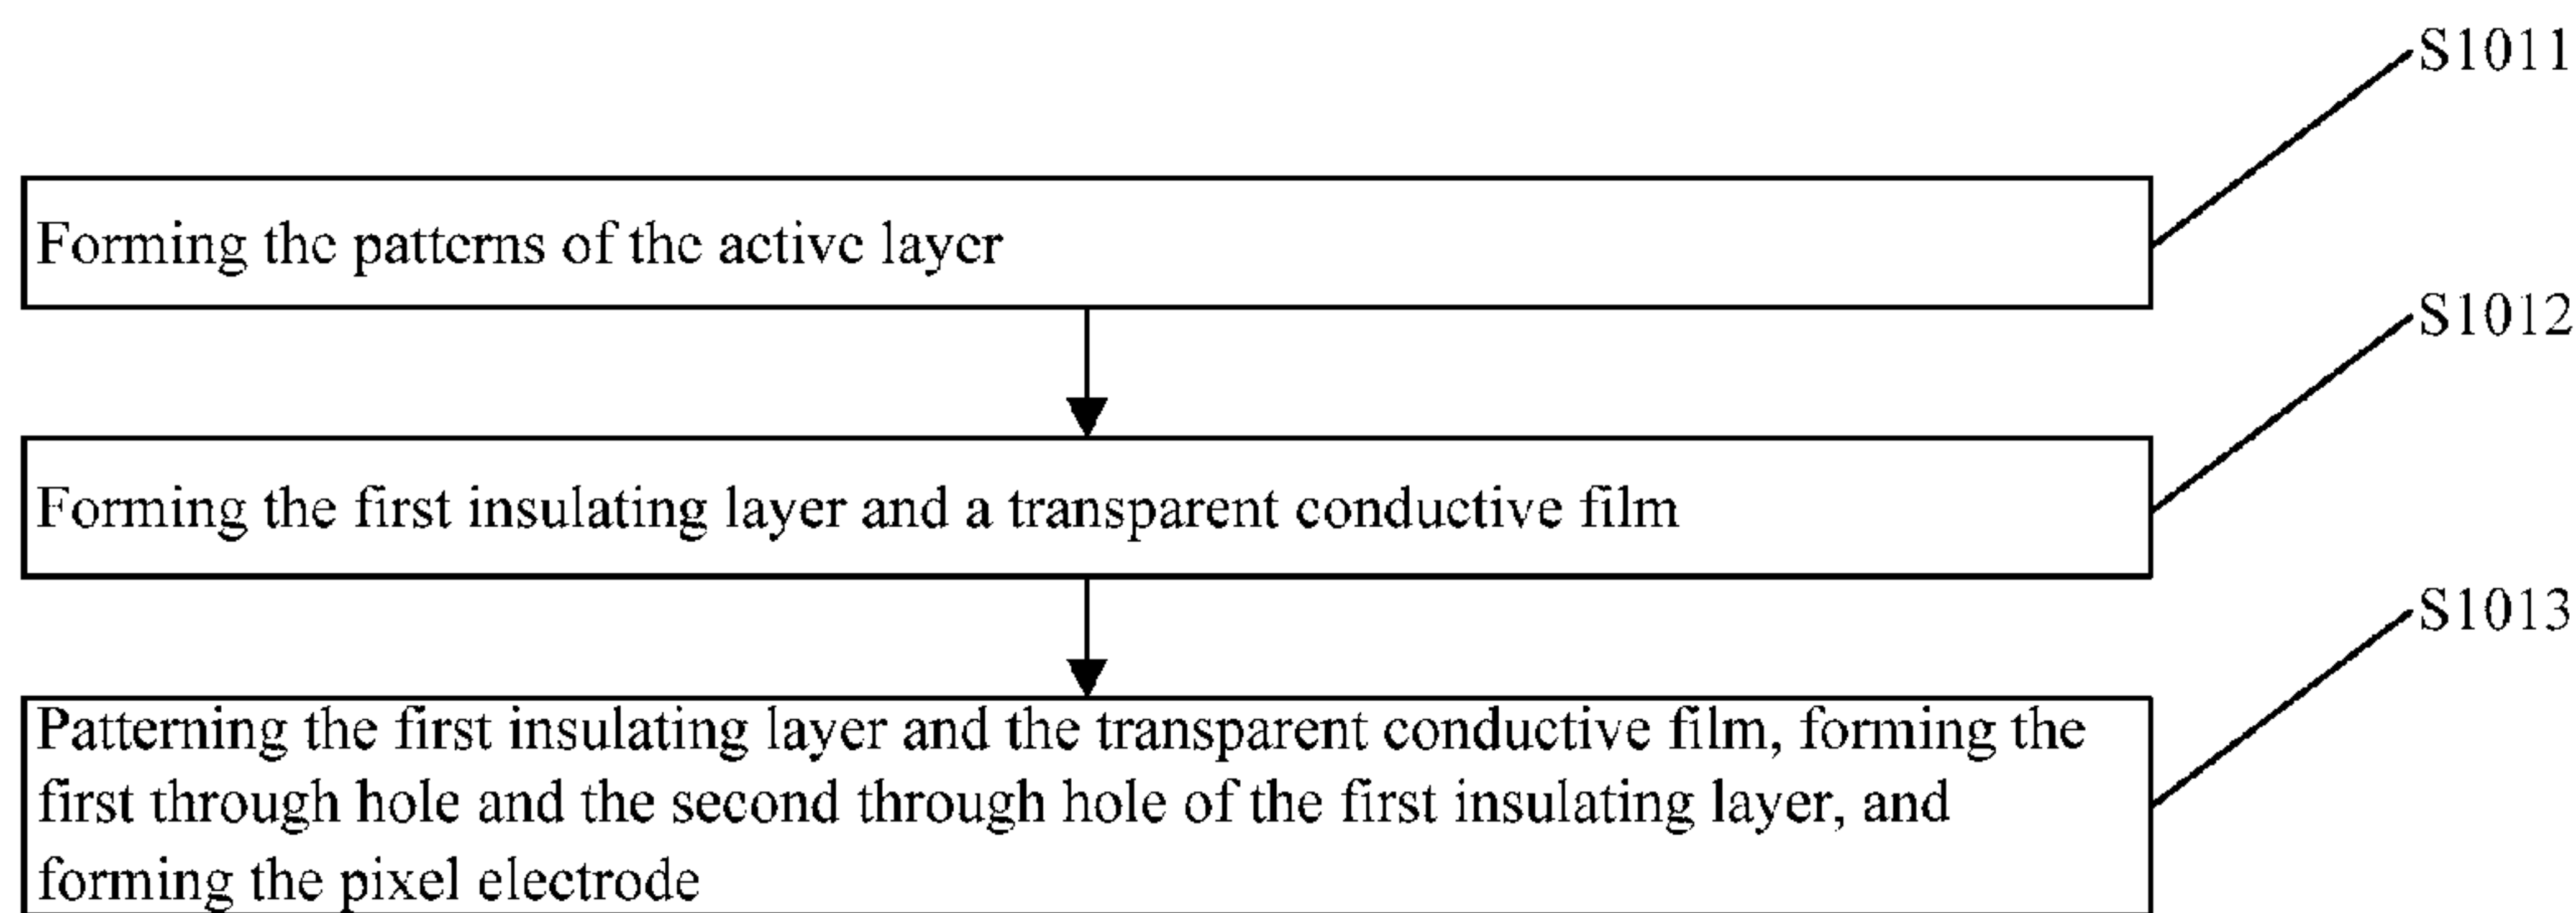 S1011
Forming the patterns of the active layer
S1012
Forming the first insulating layer and a transparent conductive film
S1013
Patterning the first insulating layer and the transparent conductive film, forming the
first through hole and the second through hole of the first insulating layer, and
forming the pixel electrode